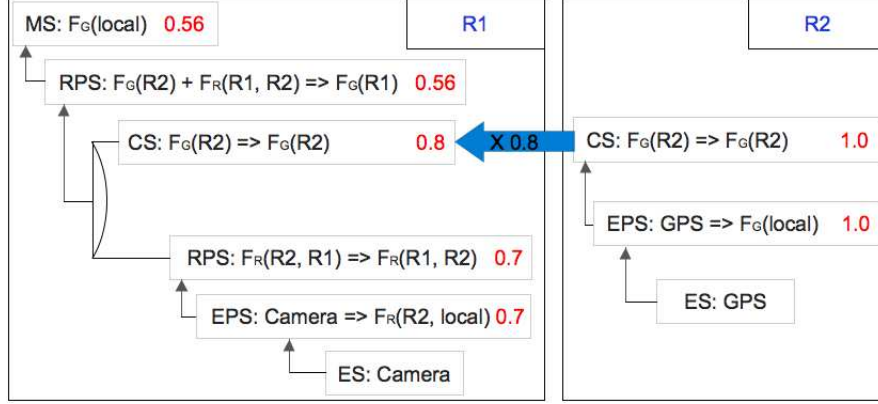 MS: FG(local) 0.56
R1
RPS: FG(R2) + FR(R1, R2) => FG(R1) 0.56
CS: FG(R2) => FG(R2) 0.8
X 0.8
RPS: FR(R2, R1) => FR(R1, R2) 0.7
EPS: Camera => FR(R2, local) 0.7
ES: Camera
R2
CS: FG(R2) => FG(R2) 1.0
EPS: GPS => FG(local) 1.0
ES: GPS